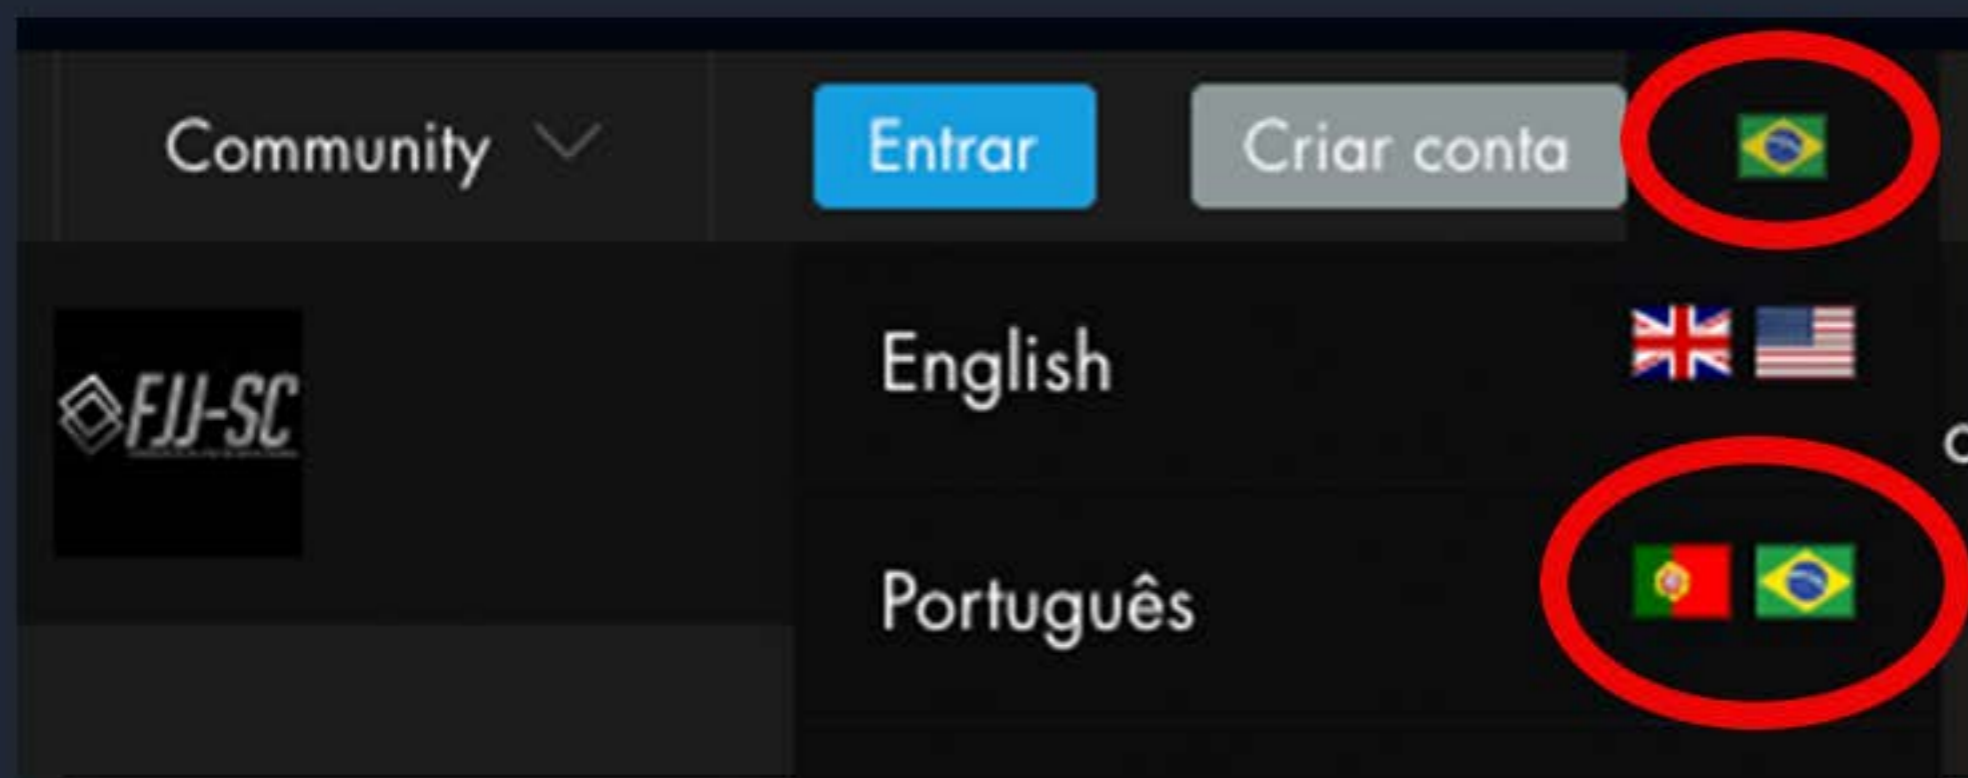 Community
Entrar
Criar conta
FJJ-SC
English
Português